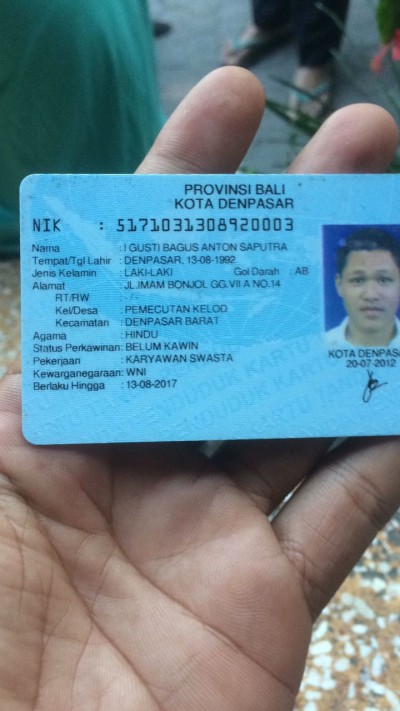 PROVINSI BALI
KOTA DENPASAR
NIK : 5171031308920003
Nama : I GUSTI BAGUS ANTON SAPUTRA
Tempat/Tgl Lahir : DENPASAR, 13-08-1992
Jenis Kelamin : LAKI-LAKI Gol Darah : AB
Alamat : JL.IMAM BONJOL GG.VII A NO.14
RT/RW : -/-
Kel/Desa : PEMECUTAN KELOD
Kecamatan : DENPASAR BARAT
Agama : HINDU
Status Perkawinan: BELUM KAWIN
Pekerjaan : KARYAWAN SWASTA
Kewarganegaraan: WNI
Berlaku Hingga : 13-08-2017
KOTA DENPASA
20-07-2012